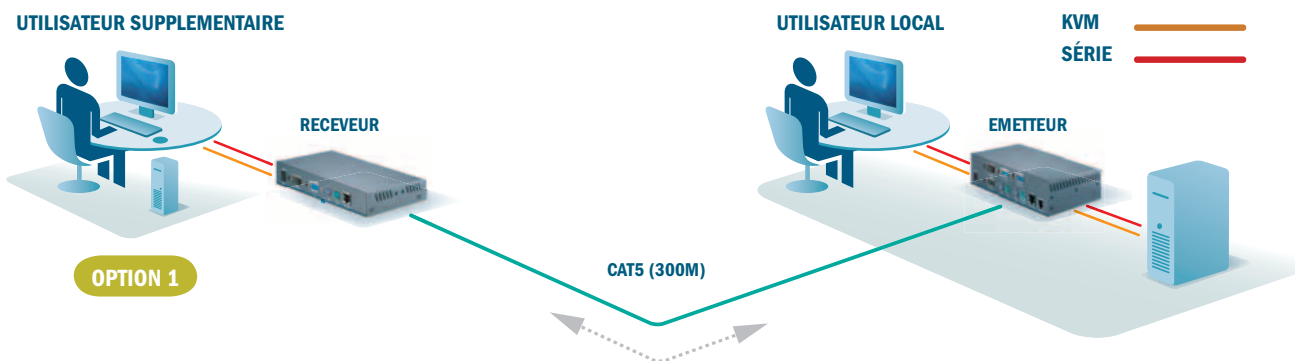 UTILISATEUR SUPPLEMENTAIRE
UTILISATEUR LOCAL
KVM
SÉRIE
RECEVEUR
EMETTEUR
CAT5 (300M)
OPTION 1